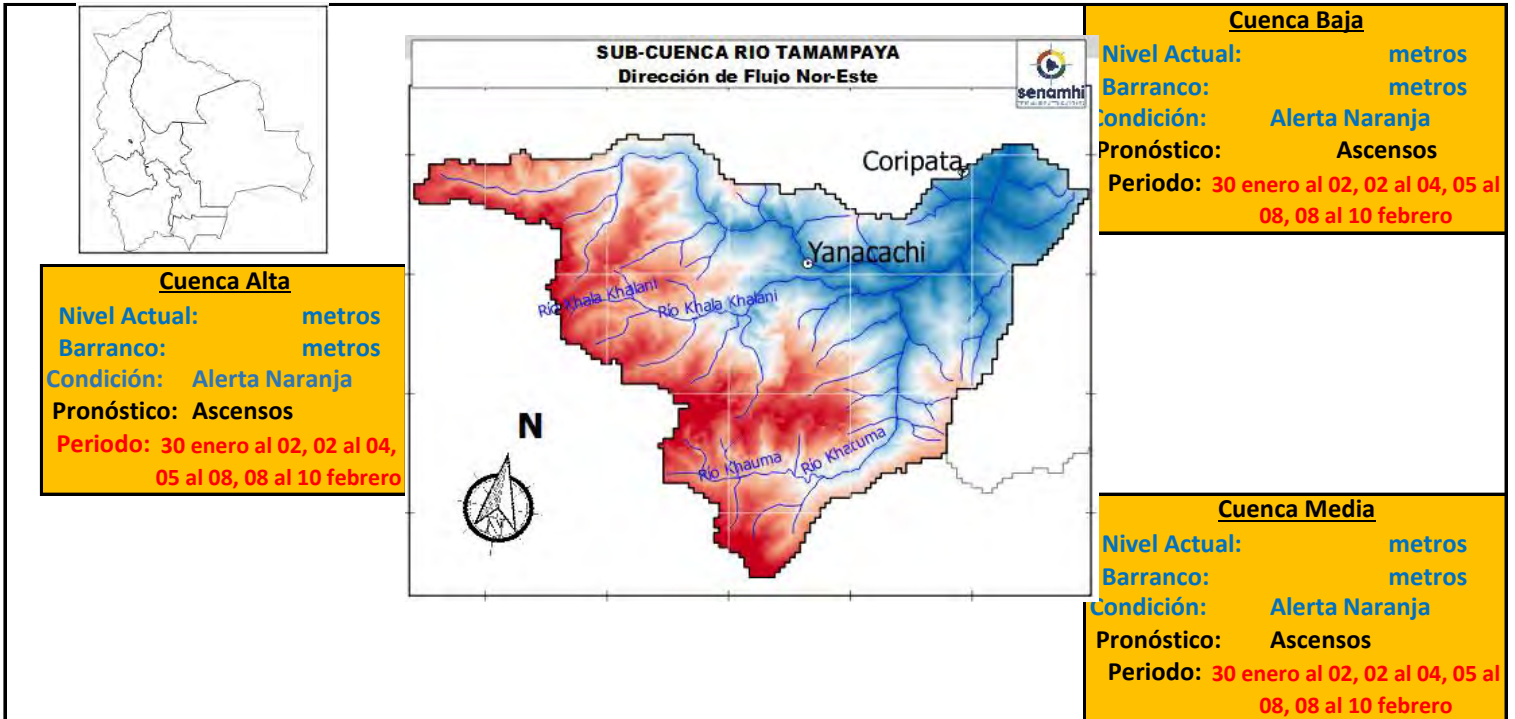 SUB-CUENCA RIO TAMAMPAYA
Dirección de Flujo Nor-Este
senamhi
Coripata
Yanacachi
Río Khala Khalani
Río Khala Khalani
Río Khauma
Río Khatuma
N
Cuenca Alta
Nivel Actual: metros
Barranco: metros
Condición: Alerta Naranja
Pronóstico: Ascensos
Periodo: 30 enero al 02, 02 al 04,
05 al 08, 08 al 10 febrero
Cuenca Baja
Nivel Actual: metros
Barranco: metros
Condición: Alerta Naranja
Pronóstico: Ascensos
Periodo: 30 enero al 02, 02 al 04, 05 al
08, 08 al 10 febrero
Cuenca Media
Nivel Actual: metros
Barranco: metros
Condición: Alerta Naranja
Pronóstico: Ascensos
Periodo: 30 enero al 02, 02 al 04, 05 al
08, 08 al 10 febrero